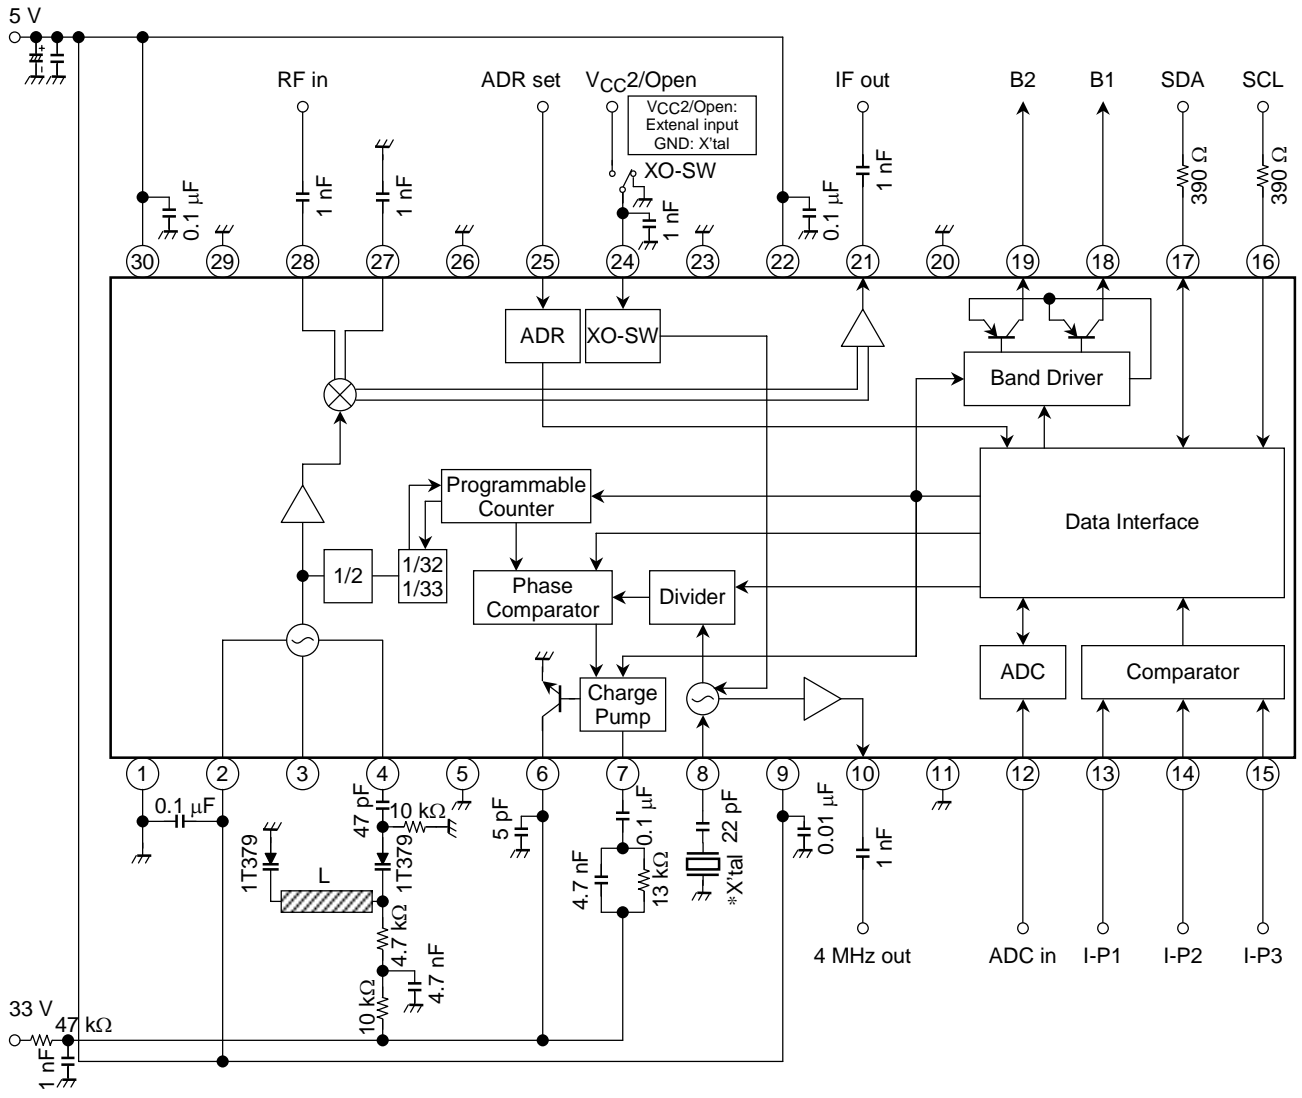 5 V
+
-
RF in
ADR set
VCC2/Open
IF out
B2
B1
SDA
SCL
VCC2/Open:
Extenal input
GND: X'tal
XO-SW
0.1 μF
1 nF
1 nF
1 nF
0.1 μF
1 nF
390 Ω
390 Ω
30
29
28
27
26
25
24
23
22
21
20
19
18
17
16
ADR
XO-SW
Band Driver
Programmable
Counter
Data Interface
1/2
1/32
1/33
Phase
Comparator
Divider
ADC
Comparator
Charge
Pump
1
2
3
4
5
6
7
8
9
10
11
12
13
14
15
0.1 μF
47 pF
10 kΩ
5 pF
0.1 μF
22 pF
0.01 μF
1 nF
1T379
L
1T379
4.7 nF
13 kΩ
*X'tal
4.7 kΩ
4.7 nF
10 kΩ
4 MHz out
ADC in
I-P1
I-P2
I-P3
33 V
47 kΩ
1 nF